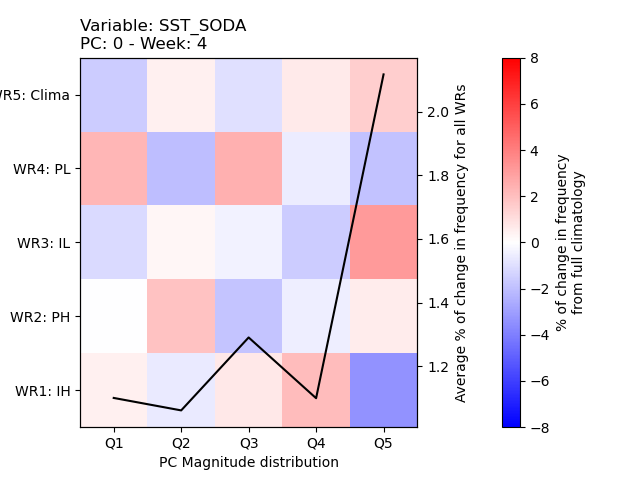 Variable: SST_SODA
PC: 0 - Week: 4
R5: Clima
WR4: PL
WR3: IL
WR2: PH
WR1: IH
Q1 Q2 Q3 Q4 Q5
PC Magnitude distribution
2.0
1.8
1.6
1.4
1.2
Average % of change in frequency for all WRs
8
6
4
2
0
−2
−4
−6
−8
% of change in frequency
from full climatology